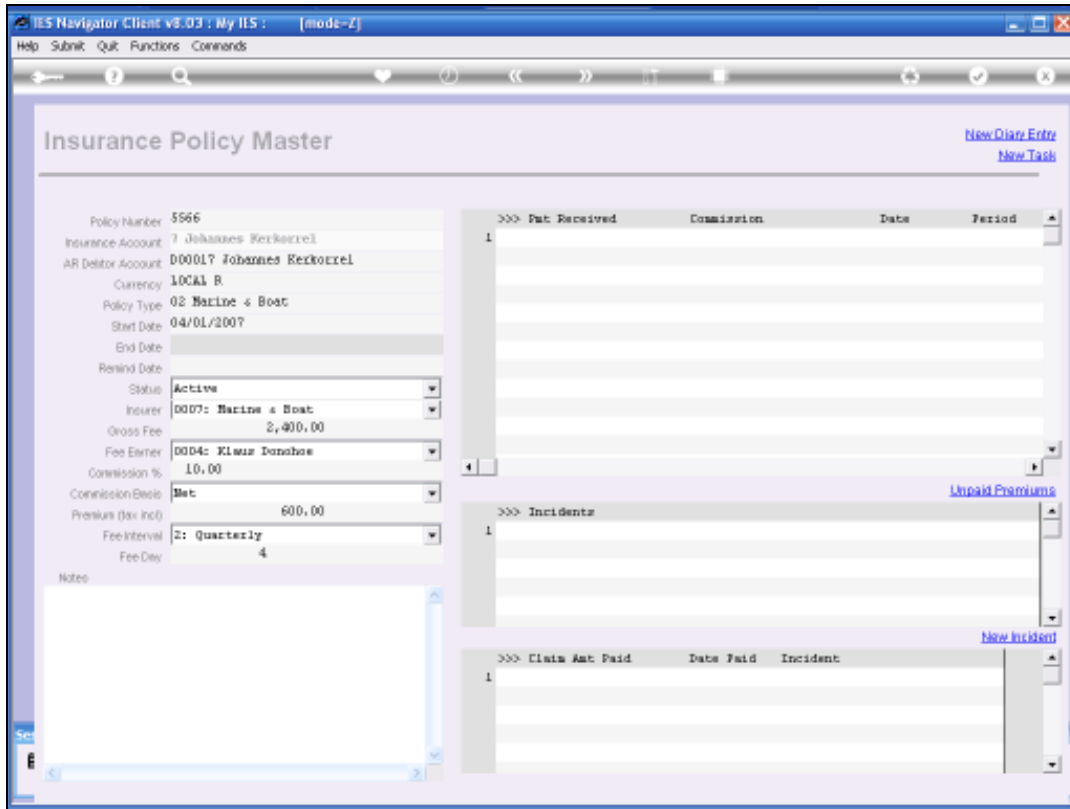 IES Navigator Client v8.03 : My IES : [mode=Z]
Help Submit Quit Functions Commands
Insurance Policy Master
New Diary Entry
New Task
Policy Number 5566
Insurance Account 7 Johannes Kerkorrel
AR Debtor Account D00017 Johannes Kerkorrel
Currency LOCAL R
Policy Type 02 Marine & Boat
Start Date 04/01/2007
End Date
Remind Date
Status Active
Insurer 0007: Marine & Boat
Gross Fee 2,400.00
Fee Earner 0004: Klaus Donohoe
Commission % 10.00
Commission Basis Net
Premium (tax incl) 600.00
Fee Interval 2: Quarterly
Fee Day 4
Notes
>>> Pmt Received Commission Date Period
1
Unpaid Premiums
>>> Incidents
1
New Incident
>>> Claim Amt Paid Date Paid Incident
1